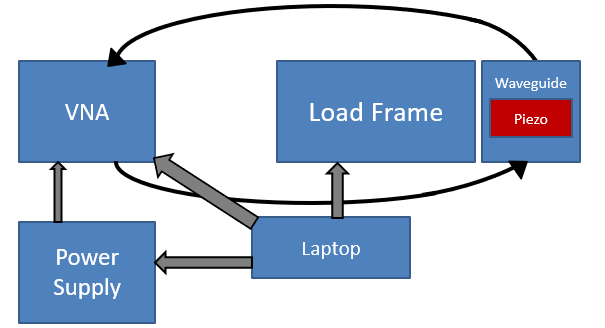 VNA
Load Frame
Waveguide
Piezo
Power
Supply
Laptop